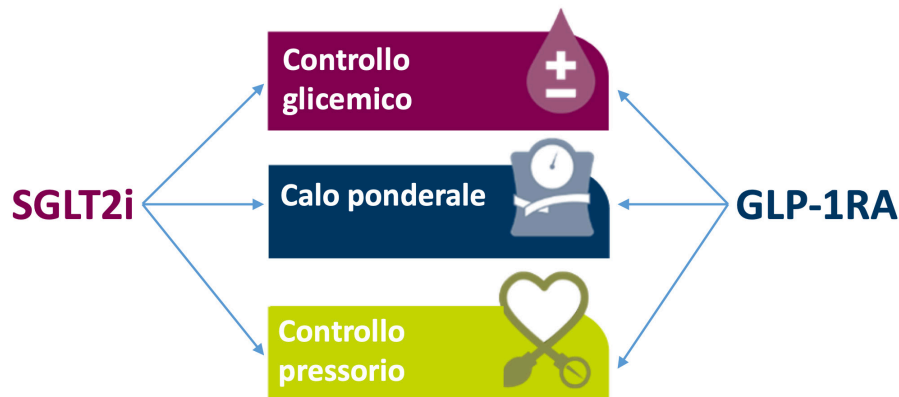 Controllo
glicemico
SGLT2i
Calo ponderale
GLP-1RA
Controllo
pressorio